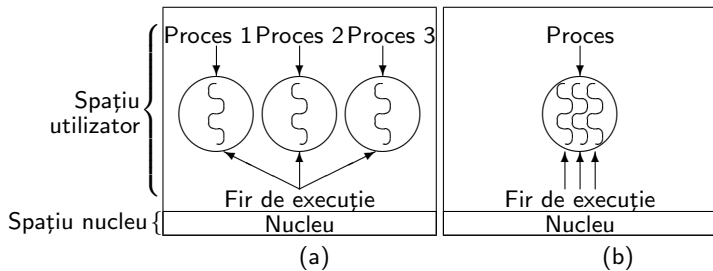 Proces 1 Proces 2 Proces 3
Proces
Spațiu
utilizator
Fir de execuție
Fir de execuție
Spațiu nucleu
Nucleu
Nucleu
(a)
(b)